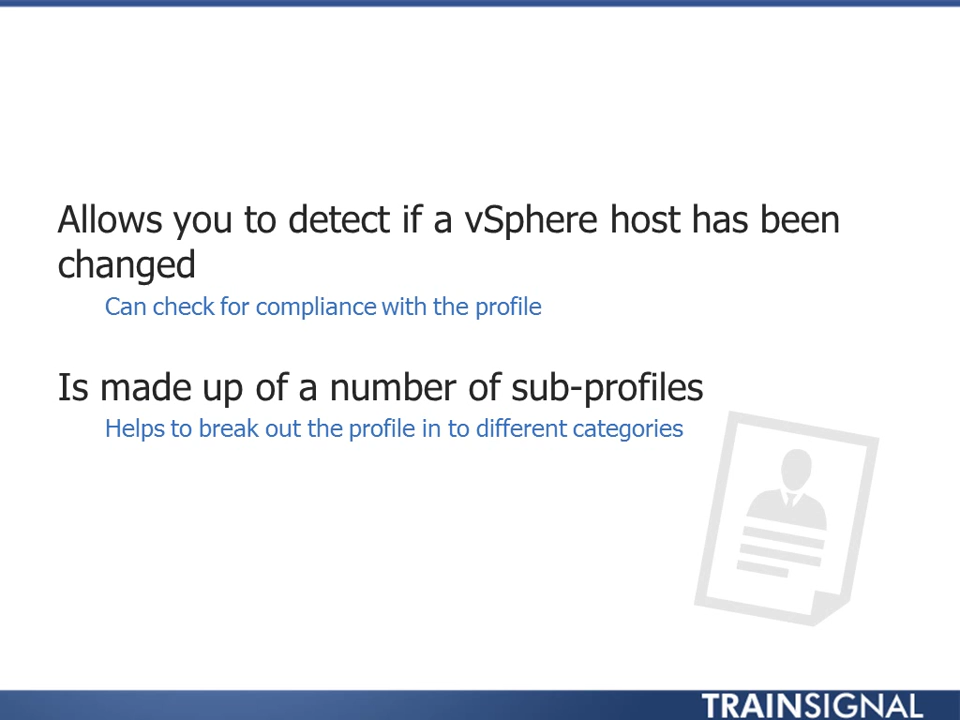 Allows you to detect if a vSphere host has been
changed
Can check for compliance with the profile
Is made up of a number of sub-profiles
Helps to break out the profile in to different categories
TRAINSIGNAL